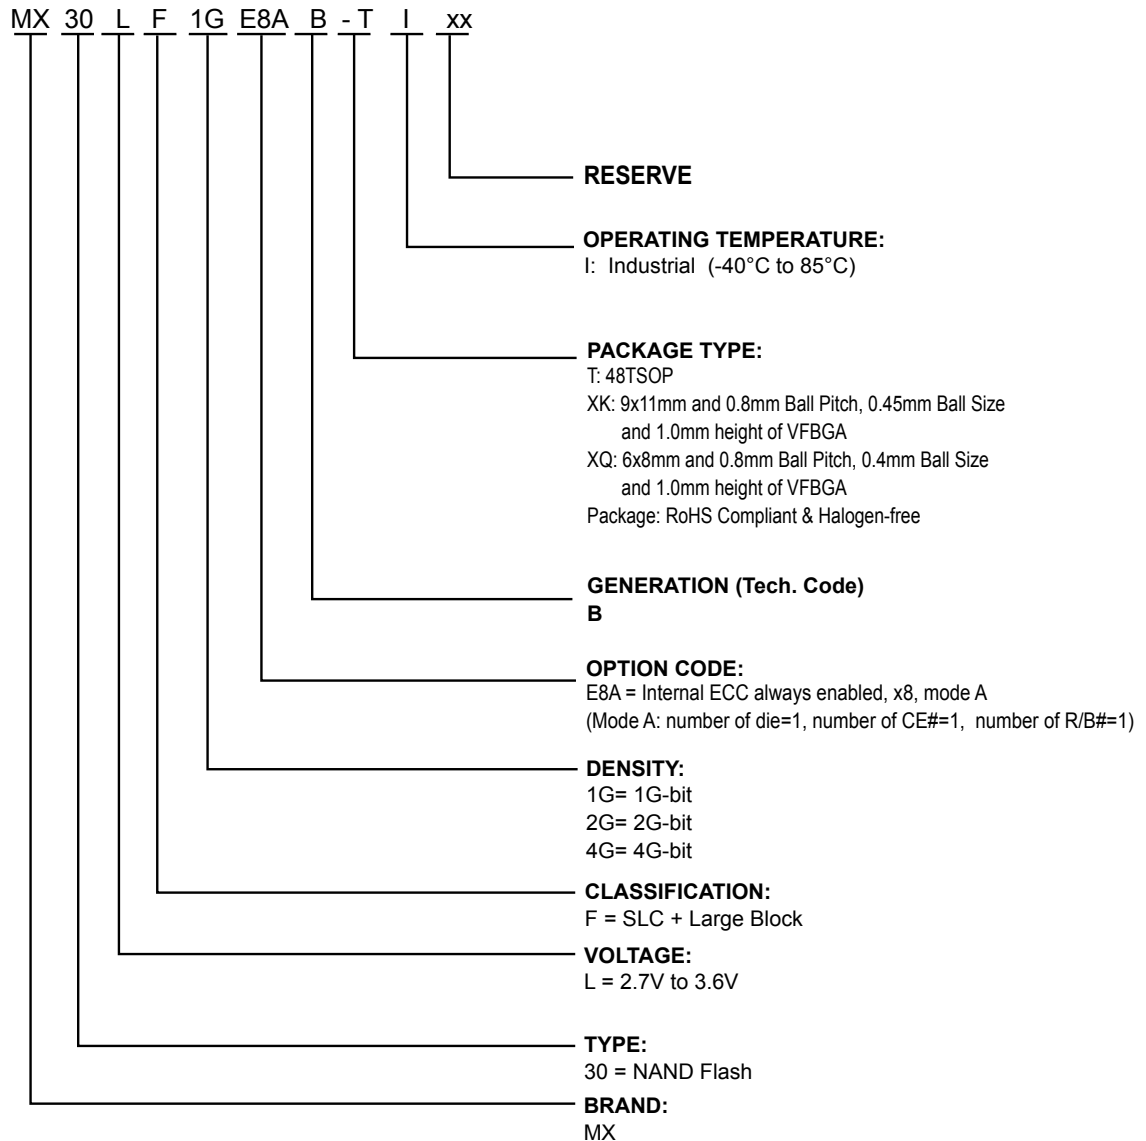 MX 30 L F 1G E8A B - T I xx
RESERVE
OPERATING TEMPERATURE:
I: Industrial (-40°C to 85°C)
PACKAGE TYPE:
T: 48TSOP
XK: 9x11mm and 0.8mm Ball Pitch, 0.45mm Ball Size
and 1.0mm height of VFBGA
XQ: 6x8mm and 0.8mm Ball Pitch, 0.4mm Ball Size
and 1.0mm height of VFBGA
Package: RoHS Compliant & Halogen-free
GENERATION (Tech. Code)
B
OPTION CODE:
E8A = Internal ECC always enabled, x8, mode A
(Mode A: number of die=1, number of CE#=1, number of R/B#=1)
DENSITY:
1G= 1G-bit
2G= 2G-bit
4G= 4G-bit
CLASSIFICATION:
F = SLC + Large Block
VOLTAGE:
L = 2.7V to 3.6V
TYPE:
30 = NAND Flash
BRAND:
MX